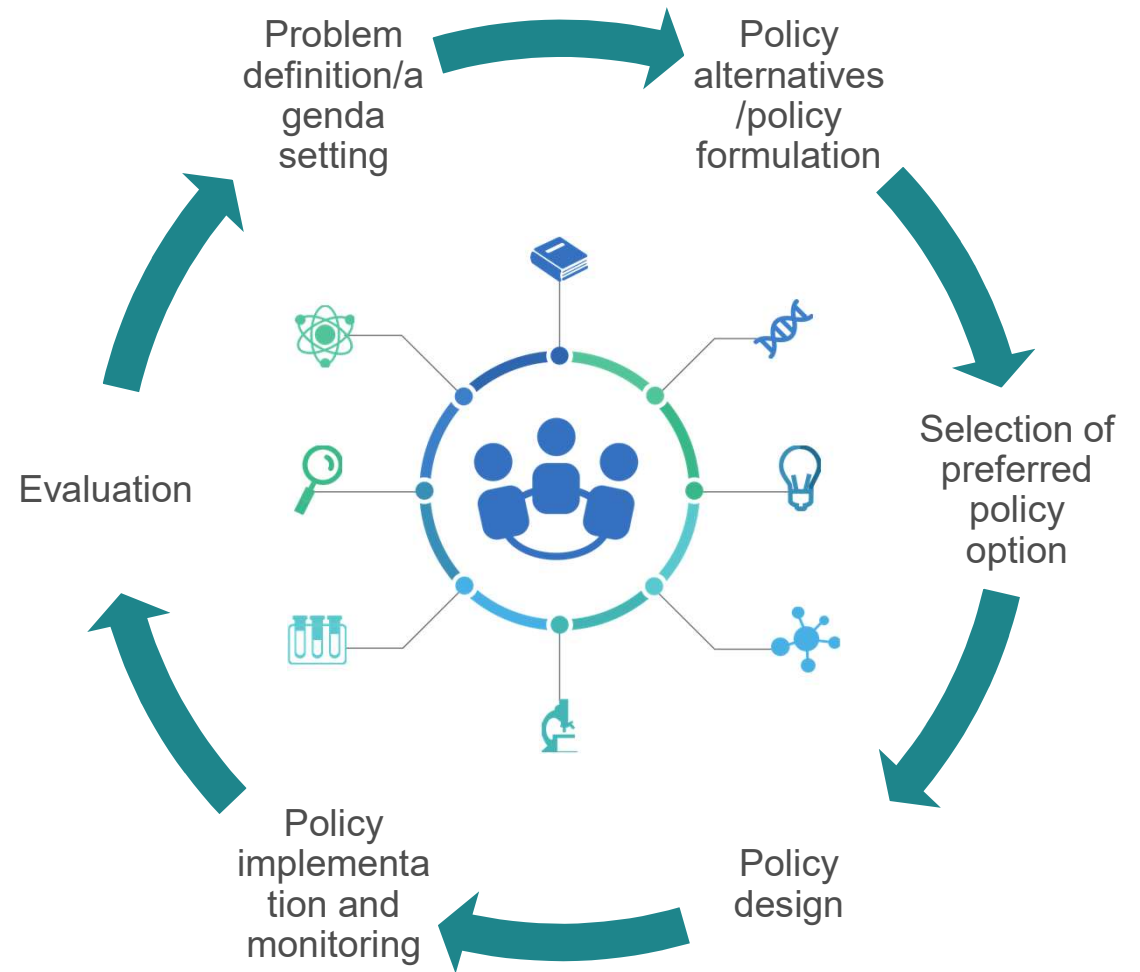 Problem
definition/a
genda
setting
Policy
alternatives
/policy
formulation
Selection of
preferred
policy
option
Policy
design
Policy
implementa
tion and
monitoring
Evaluation